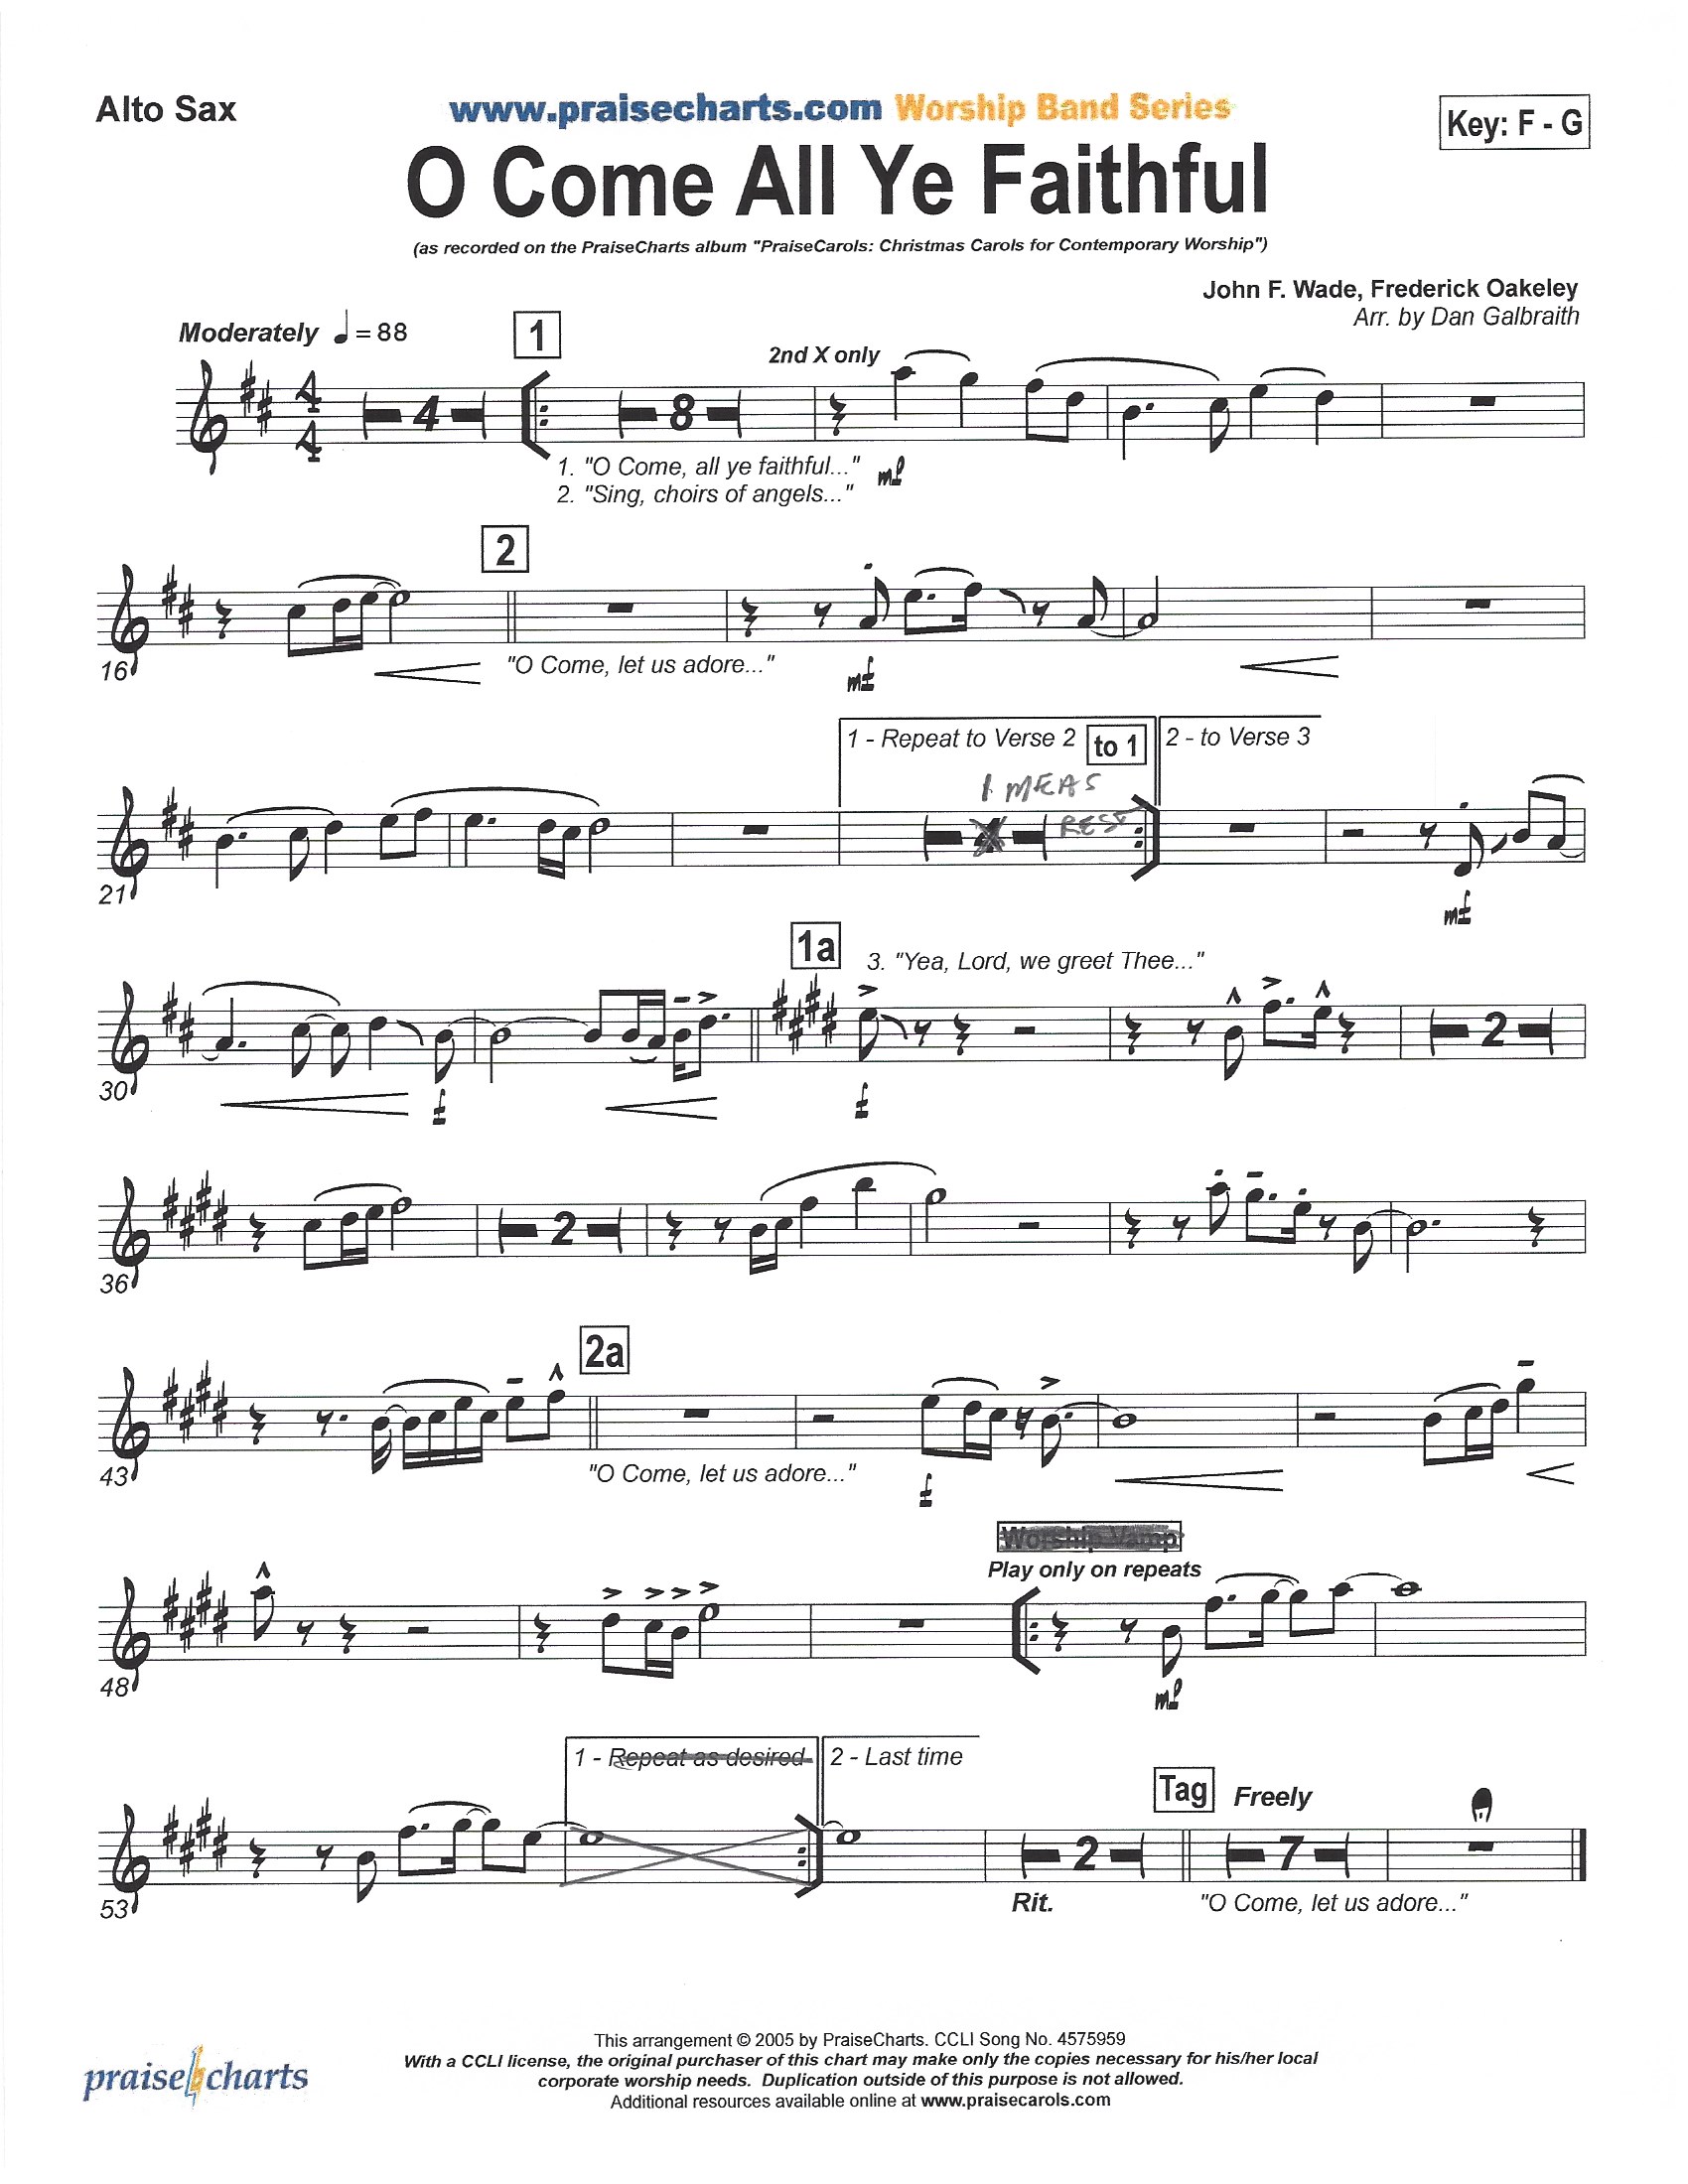 Alto Sax
www.praisecharts.com Worship Band Series
Key: F - G
O Come All Ye Faithful
(as recorded on the PraiseCharts album "PraiseCarols: Christmas Carols for Contemporary Worship")
John F. Wade, Frederick Oakeley
Arr. by Dan Galbraith
Moderately ♩ = 88
1
2nd X only
4
4
4
8
1. "O Come, all ye faithful..."
mf
2. "Sing, choirs of angels..."
2
16
"O Come, let us adore..."
mf
1 - Repeat to Verse 2
to 1
2 - to Verse 3
1 MEAS
REST
21
mf
1a
3. "Yea, Lord, we greet Thee..."
2
30
f
f
2
36
2a
43
"O Come, let us adore..."
f
Worship Vamp
Play only on repeats
48
mf
1 - Repeat as desired
2 - Last time
Tag
Freely
2
7
53
Rit.
"O Come, let us adore..."
praisecharts
This arrangement © 2005 by PraiseCharts. CCLI Song No. 4575959
With a CCLI license, the original purchaser of this chart may make only the copies necessary for his/her local
corporate worship needs. Duplication outside of this purpose is not allowed.
Additional resources available online at www.praisecarols.com